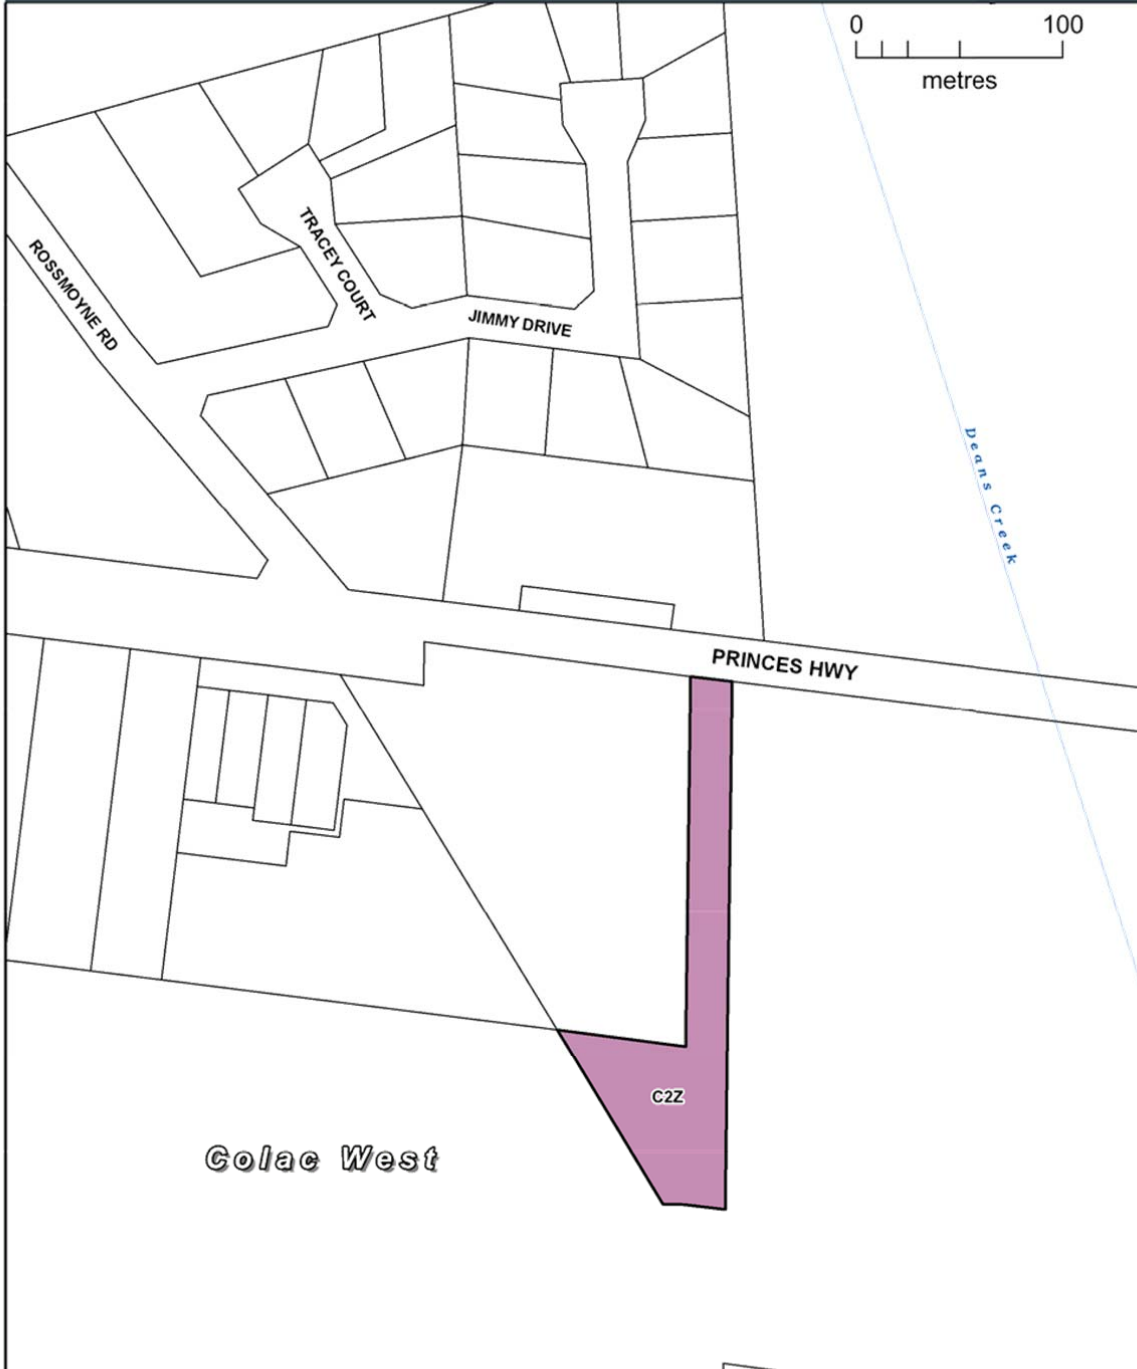 0 100
metres
TRACEY COURT
ROSSMOYNE RD
JIMMY DRIVE
Deans Creek
PRINCES HWY
C2Z
Colac West